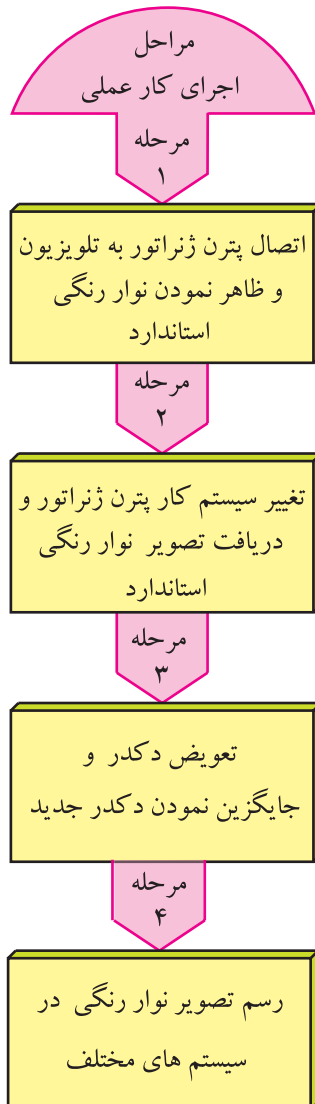 مراحل
اجرای کار عملی
مرحله
۱
اتصال پترن ژنراتور به تلویزیون
و ظاهر نمودن نوار رنگی
استاندارد
مرحله
۲
تغییر سیستم کار پترن ژنراتور و
دریافت تصویر نوار رنگی
استاندارد
مرحله
۳
تعویض دکدر و
جایگزین نمودن دکدر جدید
مرحله
۴
رسم تصویر نوار رنگی در
سیستم های مختلف